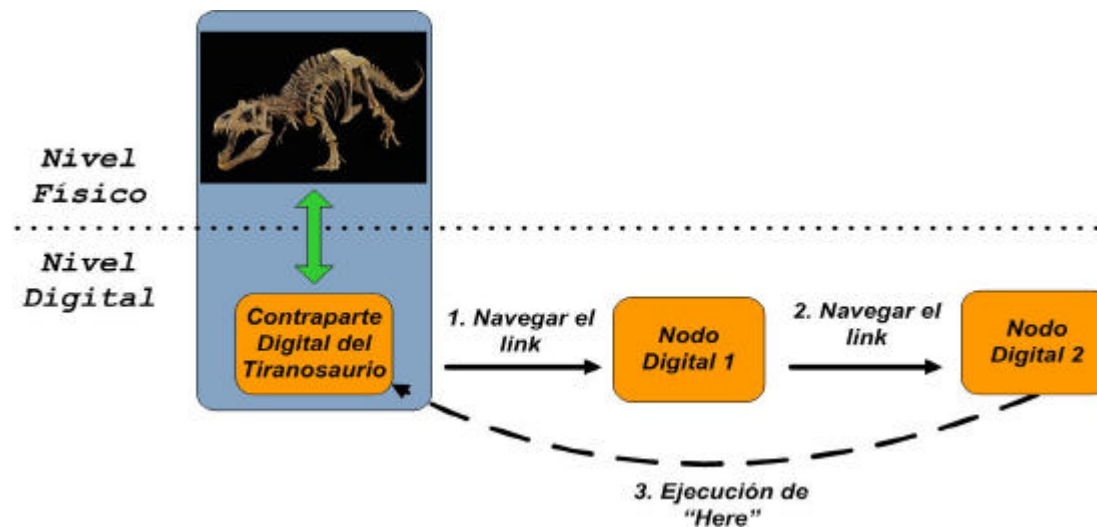 Nivel
Físico
Nivel
Digital
Contraparte
Digital del
Tiranosaurio
1. Navegar el
link
Nodo
Digital 1
2. Navegar el
link
Nodo
Digital 2
3. Ejecución de
“Here”